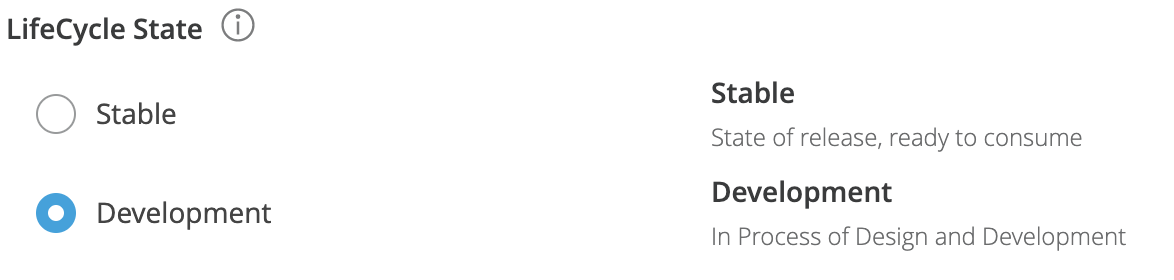 LifeCycle State
Stable
Development
Stable
State of release, ready to consume
Development
In Process of Design and Development